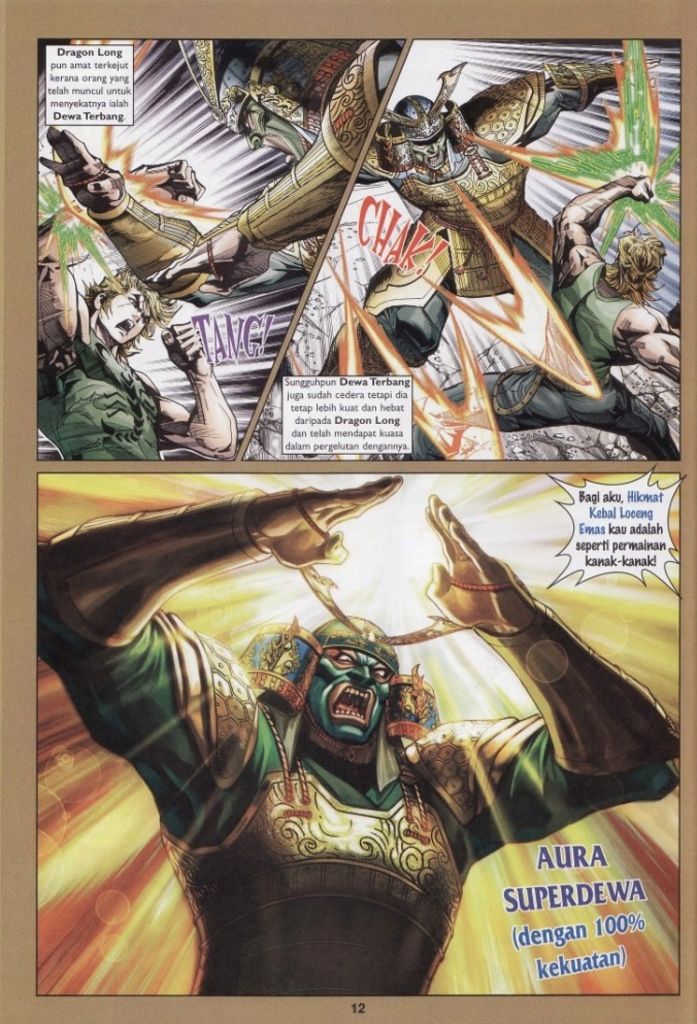 Dragon Long
pun amat terkejut
kerana orang yang
telah muncul untuk
menyekatnya ialah
Dewa Terbang.
TANG!
CHAK!
Sungguhpun Dewa Terbang
juga sudah cedera tetapi dia
tetap lebih kuat dan hebat
daripada Dragon Long
dan telah mendapat kuasa
dalam pergelutan dengannya.
Bagi aku, Hikmat
Kebal Loceng
Emas kau adalah
seperti permainan
kanak-kanak!
AURA
SUPERDEWA
(dengan 100%
kekuatan)
12